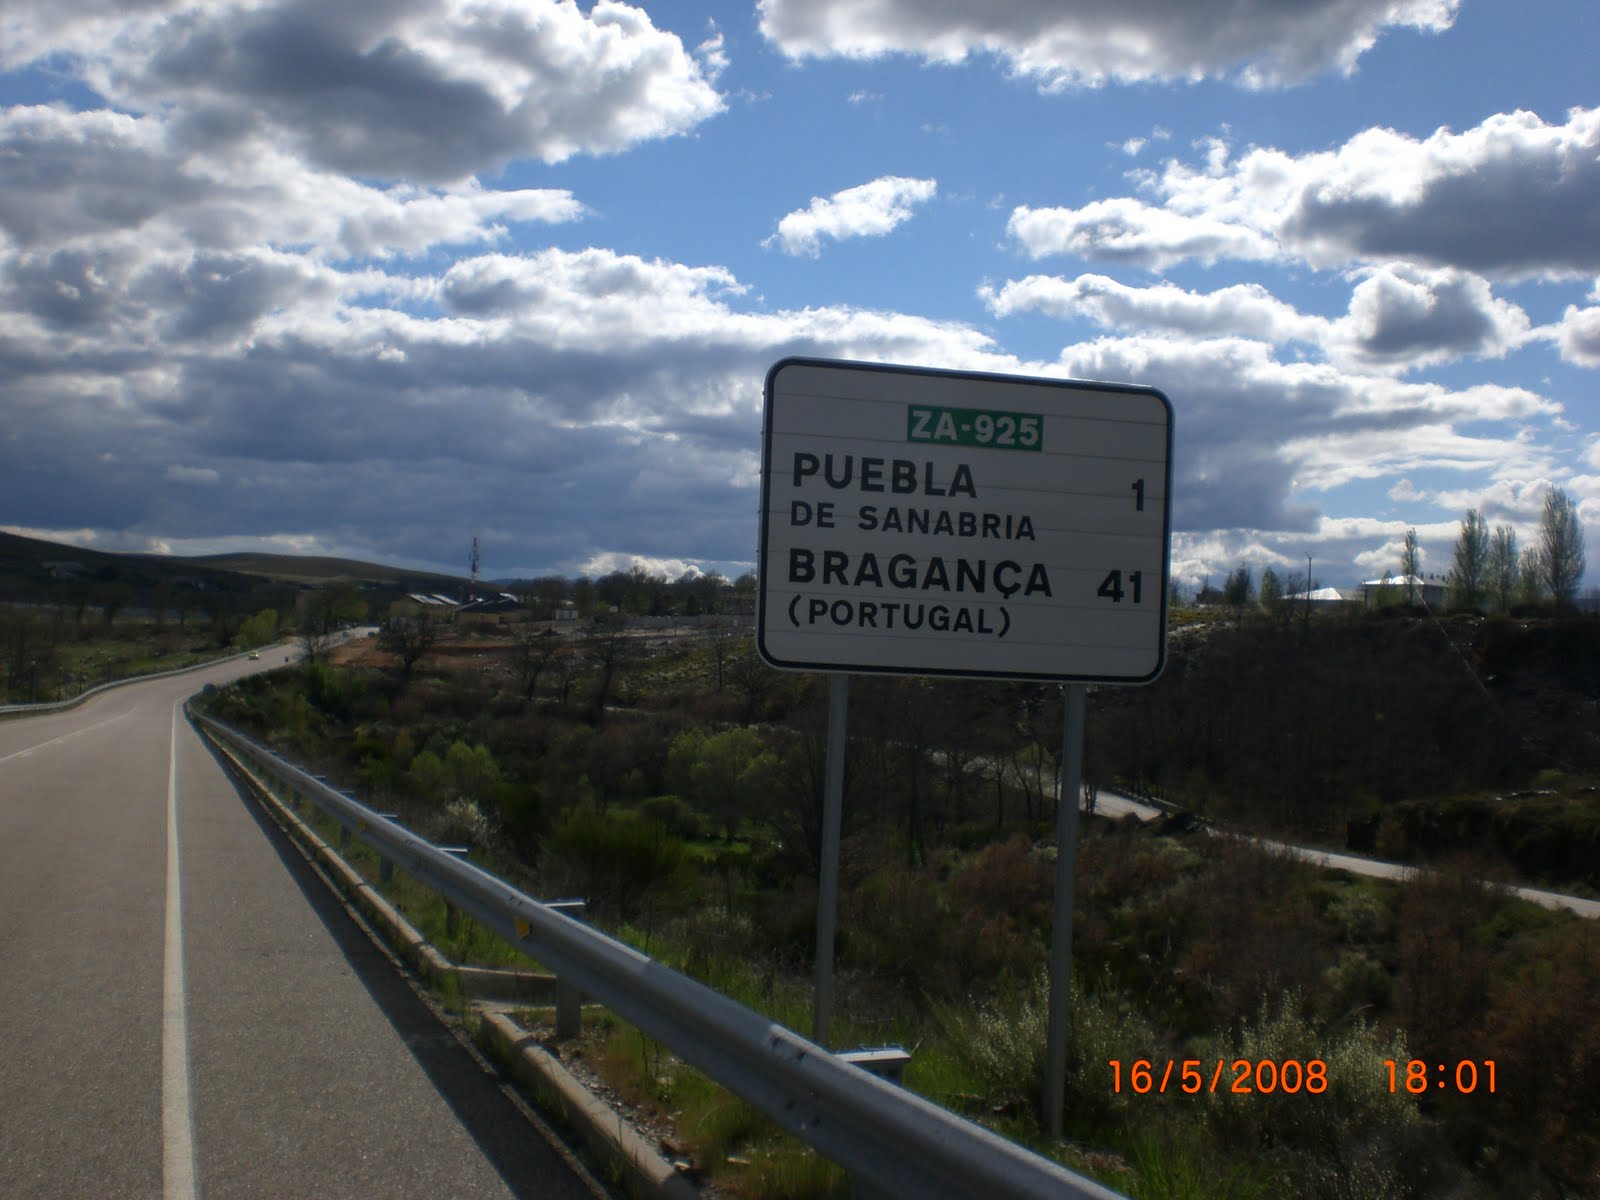 ZA-925
PUEBLA 1
DE SANABRIA
BRAGANÇA 41
(PORTUGAL)
16/5/2008 18:01